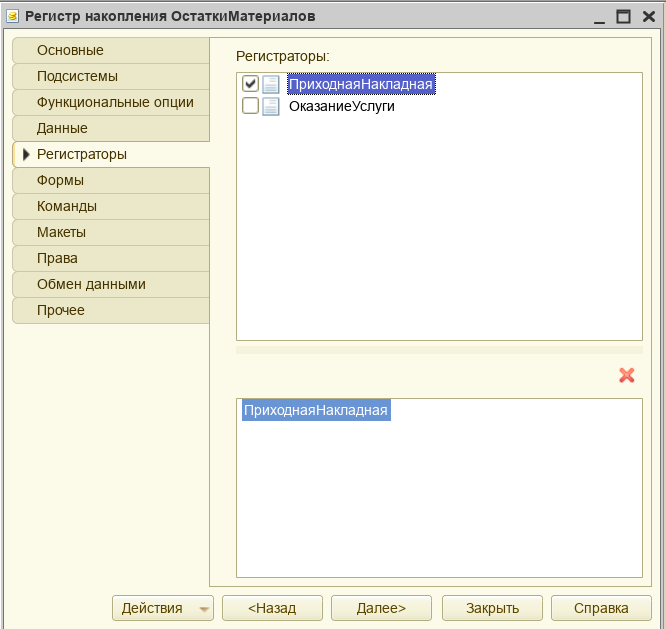 Регистр накопления ОстаткиМатериалов
Основные
Подсистемы
Функциональные опции
Данные
Регистраторы
Формы
Команды
Макеты
Права
Обмен данными
Прочее
Регистраторы:
ПриходнаяНакладная
ОказаниеУслуги
ПриходнаяНакладная
Действия
<Назад
Далее>
Закрыть
Справка